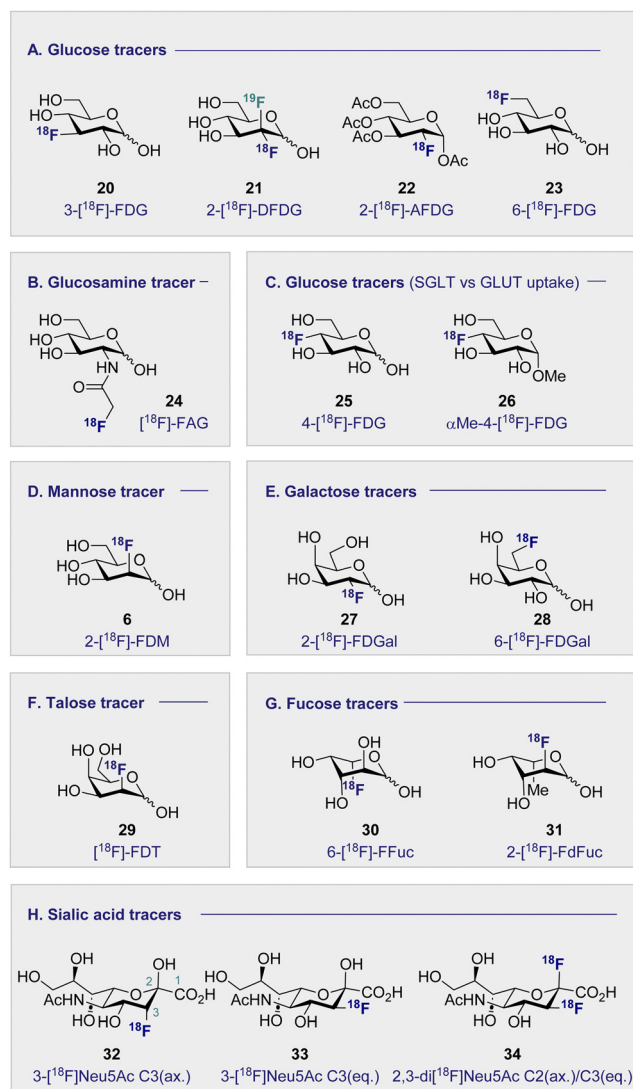 A. Glucose tracers
HO
HO
¹⁸F
O
HO
OH
20
3-[¹⁸F]-FDG
HO
¹⁹F
HO
HO
O
¹⁸F
OH
21
2-[¹⁸F]-DFDG
AcO
AcO
AcO
O
¹⁸F
OAc
22
2-[¹⁸F]-AFDG
¹⁸F
HO
HO
O
HO
OH
23
6-[¹⁸F]-FDG
B. Glucosamine tracer
HO
HO
HO
O
OH
HN
O
¹⁸F
24
[¹⁸F]-FAG
C. Glucose tracers (SGLT vs GLUT uptake)
HO
¹⁸F
HO
O
HO
OH
25
4-[¹⁸F]-FDG
HO
¹⁸F
HO
O
HO
OMe
26
αMe-4-[¹⁸F]-FDG
D. Mannose tracer
HO
¹⁸F
HO
HO
O
OH
6
2-[¹⁸F]-FDM
E. Galactose tracers
HO
OH
HO
O
¹⁸F
OH
27
2-[¹⁸F]-FDGal
HO
¹⁸F
HO
O
HO
OH
28
6-[¹⁸F]-FDGal
F. Talose tracer
OH
HO
¹⁸F
HO
O
OH
29
[¹⁸F]-FDT
G. Fucose tracers
OH
HO
O
OH
¹⁸F
HO
30
6-[¹⁸F]-FFuc
¹⁸F
HO
O
OH
Me
HO
31
2-[¹⁸F]-FdFuc
H. Sialic acid tracers
OH
OH
HO
2
1
O
CO₂H
AcHN
3
HO
HO
¹⁸F
32
3-[¹⁸F]Neu5Ac C3(ax.)
OH
OH
HO
O
CO₂H
AcHN
¹⁸F
HO
OH
33
3-[¹⁸F]Neu5Ac C3(eq.)
OH
¹⁸F
HO
O
CO₂H
AcHN
¹⁸F
HO
OH
34
2,3-di[¹⁸F]Neu5Ac C2(ax.)/C3(eq.)